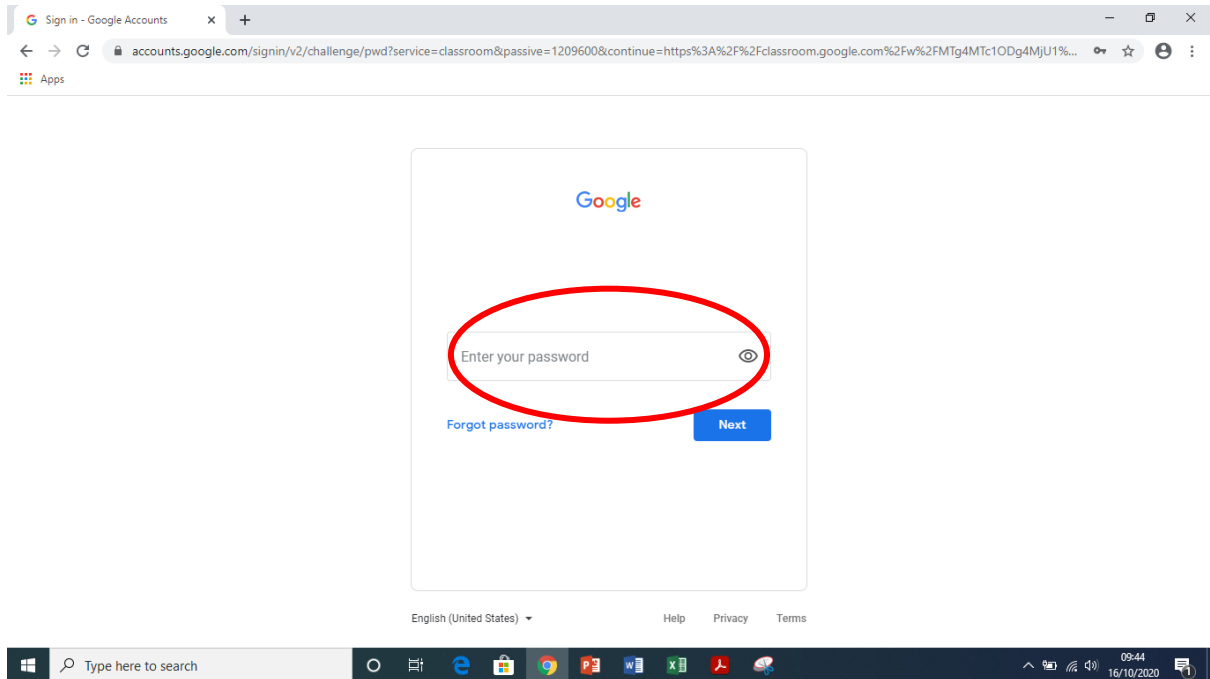 Sign in - Google Accounts
accounts.google.com/signin/v2/challenge/pwd?service=classroom&passive=1209600&continue=https%3A%2F%2Fclassroom.google.com%2Fw%2FMTg4MTc1ODg4MjU1%...
Apps
Google
Enter your password
Forgot password?
Next
English (United States)
Help Privacy Terms
Type here to search
09:44
16/10/2020
1